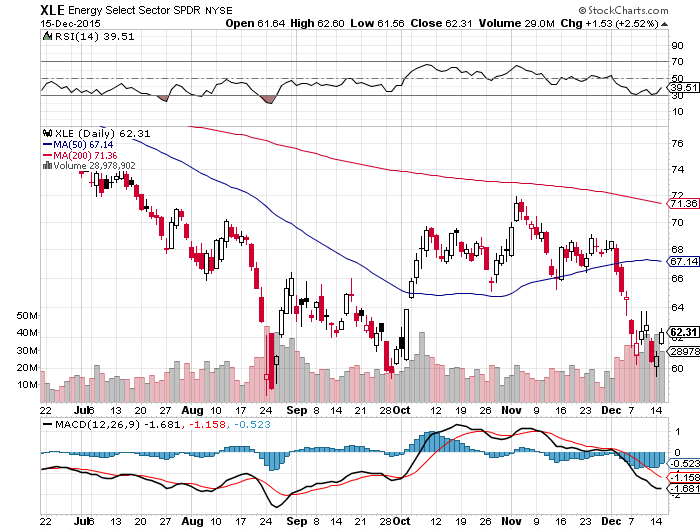 XLE Energy Select Sector SPDR NYSE © StockCharts.com
15-Dec-2015 Open 61.64 High 62.60 Low 61.56 Close 62.31 Volume 29.0M Chg +1.53 (+2.52%)
RSI(14) 39.51
90
70
50
39.51
30
10
XLE (Daily) 62.31
MA(50) 67.14
MA(200) 71.36
Volume 28,978,902
76
74
72
71.36
70
68
67.14
66
64
62.31
62
28978
60
50M
40M
30M
20M
10M
22 Jul 6 13 20 27 Aug 10 17 24 Sep 8 14 21 28 Oct 12 19 26 Nov 9 16 23 Dec 7 14
MACD(12,26,9) -1.681, -1.158, -0.523
1
0
-0.523
-1.158
-1.681
-2
22 Jul 6 13 20 27 Aug 10 17 24 Sep 8 14 21 28 Oct 12 19 26 Nov 9 16 23 Dec 7 14